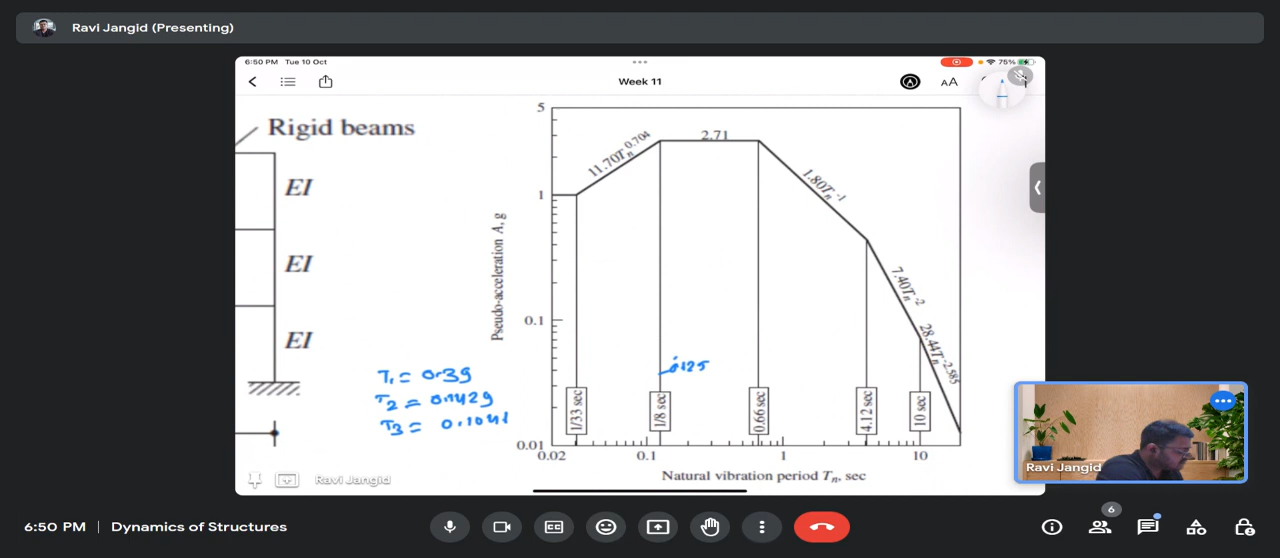 Ravi Jangid (Presenting)
6:50 PM Tue 10 Oct
75%
Week 11
AA
Rigid beams
EI
EI
EI
T₁ = 0.39
T₂ = 0.1429
T₃ = 0.1041
Pseudo-acceleration A, g
5
1
0.1
0.01
11.70Tₙ^0.704
2.71
1.80Tₙ^-1
7.40Tₙ^-2
28.44Tₙ^-2.585
0.125
1/33 sec
1/8 sec
0.66 sec
4.12 sec
10 sec
0.02
0.1
1
10
Natural vibration period Tₙ, sec
Ravi Jangid
Ravi Jangid
6:50 PM | Dynamics of Structures
CC
6